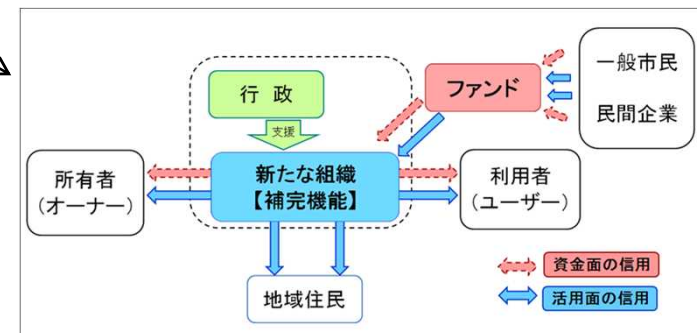 一般市民
民間企業
ファンド
行 政
支援
新たな組織
【補完機能】
所有者
(オーナー)
利用者
(ユーザー)
地域住民
資金面の信用
活用面の信用